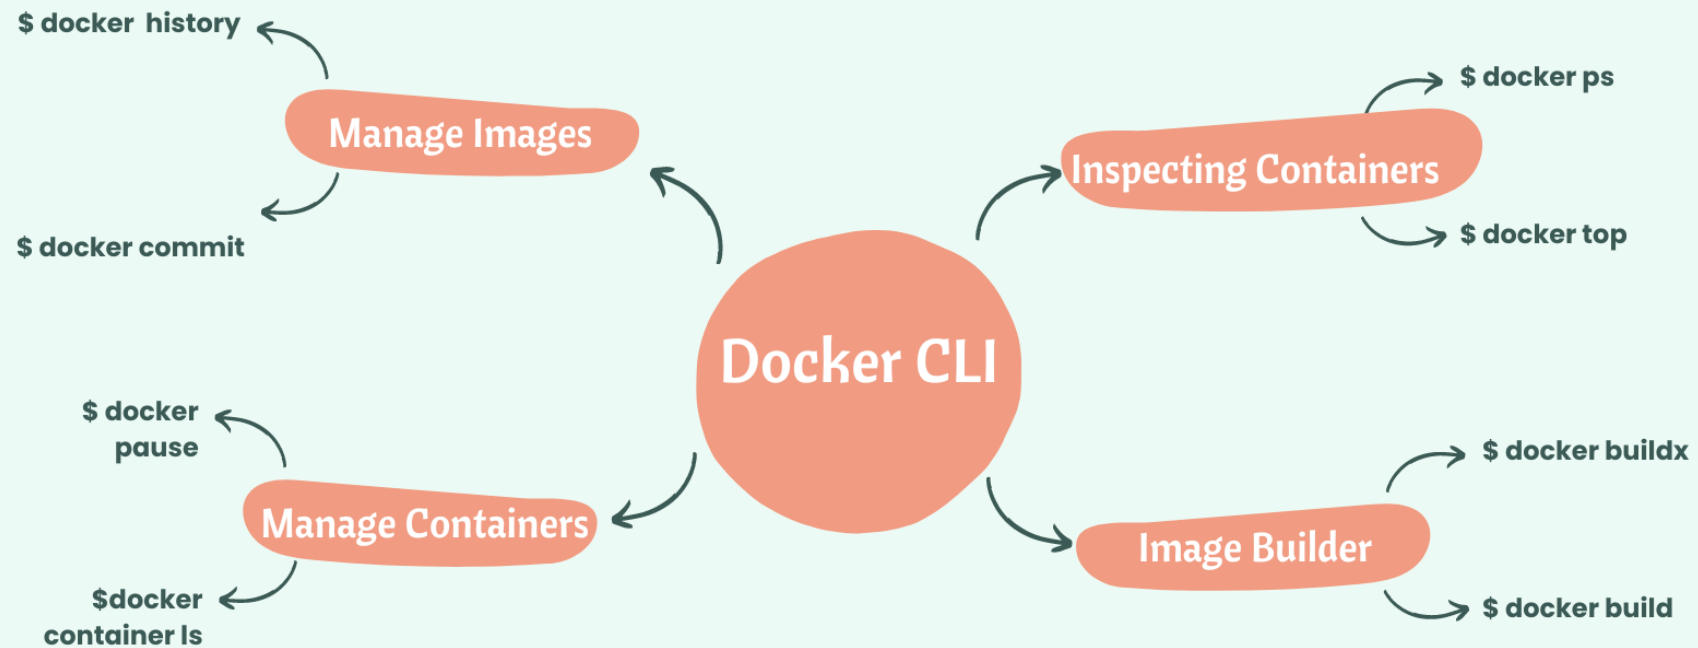 $ docker  history
Manage Images
$ docker commit
$ docker ps
Inspecting Containers
$ docker top
Docker CLI
$ docker
pause
Manage Containers
$docker
container ls
$ docker buildx
Image Builder
$ docker build